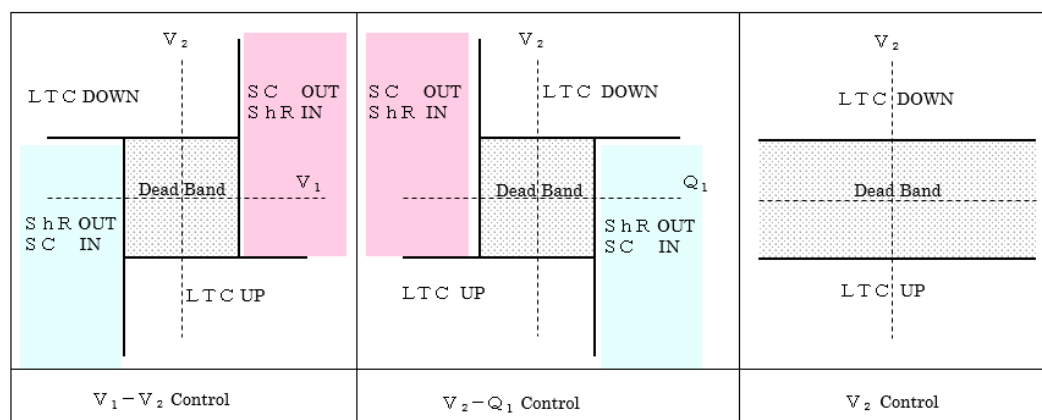 V₂
LTC DOWN
SC OUT
ShR IN
Dead Band
V₁
ShR OUT
SC IN
LTC UP
V₁−V₂ Control
V₂
SC OUT
ShR IN
LTC DOWN
Dead Band
Q₁
ShR OUT
SC IN
LTC UP
V₂−Q₁ Control
V₂
LTC DOWN
Dead Band
LTC UP
V₂ Control